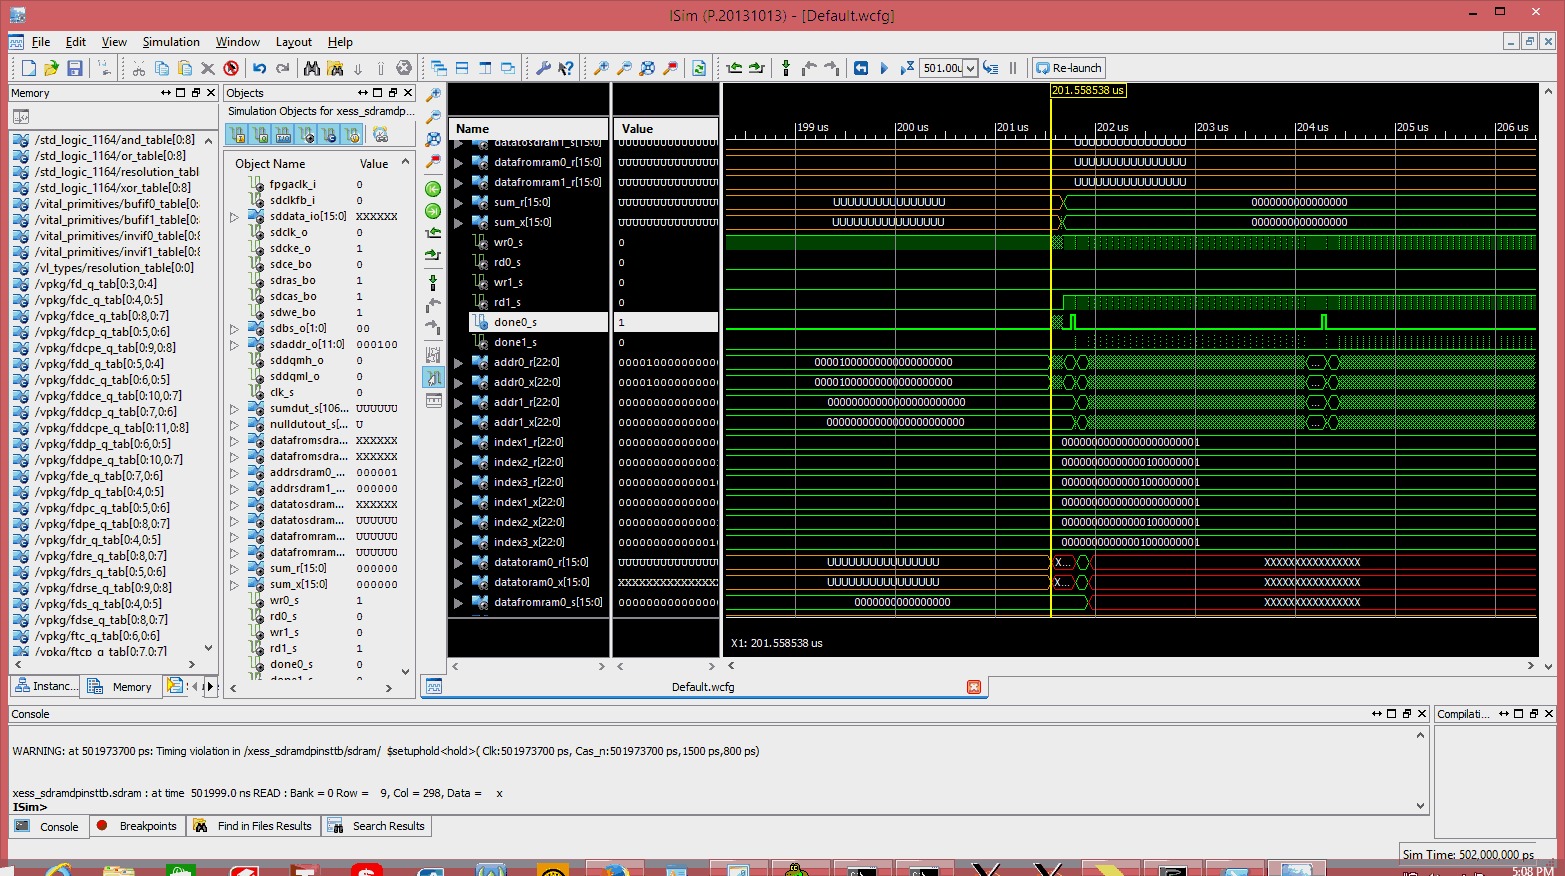 ISim (P.20131013) - [Default.wcfg]
File Edit View Simulation Window Layout Help
501.00u Re-launch
Memory
/std_logic_1164/and_table[0:8]
/std_logic_1164/or_table[0:8]
/std_logic_1164/resolution_tabl
/std_logic_1164/xor_table[0:8]
/vital_primitives/bufif0_table[0:
/vital_primitives/bufif1_table[0:
/vital_primitives/invif0_table[0:8
/vital_primitives/invif1_table[0:8
/vl_types/resolution_table[0:0]
/vpkg/fd_q_tab[0:3,0:4]
/vpkg/fdc_q_tab[0:4,0:5]
/vpkg/fdce_q_tab[0:8,0:7]
/vpkg/fdcp_q_tab[0:5,0:6]
/vpkg/fdcpe_q_tab[0:9,0:8]
/vpkg/fdd_q_tab[0:5,0:4]
/vpkg/fddc_q_tab[0:6,0:5]
/vpkg/fddce_q_tab[0:10,0:7]
/vpkg/fddcp_q_tab[0:7,0:6]
/vpkg/fddcpe_q_tab[0:11,0:8]
/vpkg/fddp_q_tab[0:6,0:5]
/vpkg/fddpe_q_tab[0:10,0:7]
/vpkg/fde_q_tab[0:7,0:6]
/vpkg/fdp_q_tab[0:4,0:5]
/vpkg/fdpc_q_tab[0:5,0:6]
/vpkg/fdpe_q_tab[0:8,0:7]
/vpkg/fdr_q_tab[0:4,0:5]
/vpkg/fdre_q_tab[0:8,0:7]
/vpkg/fdrs_q_tab[0:5,0:6]
/vpkg/fdrse_q_tab[0:9,0:8]
/vpkg/fds_q_tab[0:4,0:5]
/vpkg/fdse_q_tab[0:8,0:7]
/vpkg/ftc_q_tab[0:6,0:6]
/vpkg/ftcp_q_tab[0:7,0:7]
Instanc... Memory
Objects
Simulation Objects for xess_sdramdp...
Object Name Value
fpgaclk_i 0
sdclkfb_i 0
sddata_io[15:0] XXXXXX
sdclk_o 0
sdcke_o 1
sdce_bo 0
sdras_bo 1
sdcas_bo 1
sdwe_bo 1
sdbs_o[1:0] 00
sdaddr_o[11:0] 000100
sddqmh_o 0
sddqml_o 0
clk_s 0
sumdut_s[106... UUUUUU
nulldutout_s[... U
datafromsdra... XXXXXX
datafromsdra... XXXXXX
addrsdram0_... 000001
addrsdram1_... 000000
datatosdram... XXXXXX
datatosdram... UUUUUU
datafromram... UUUUUU
datafromram... UUUUUU
sum_r[15:0] 000000
sum_x[15:0] 000000
wr0_s 1
rd0_s 0
wr1_s 0
rd1_s 1
done0_s 0
done1_s 0
Name Value
datatosdram1_s[15:0] UUUUUUUUUUUUUU UUUUUUUUUUUUUUUU
datafromram0_r[15:0] UUUUUUUUUUUUUU UUUUUUUUUUUUUUUU
datafromram1_r[15:0] UUUUUUUUUUUUUU UUUUUUUUUUUUUUUU
sum_r[15:0] UUUUUUUUUUUUUU UUUUUUUUUUUUUUUU 0000000000000000
sum_x[15:0] UUUUUUUUUUUUUU UUUUUUUUUUUUUUUU 0000000000000000
wr0_s 0
rd0_s 0
wr1_s 0
rd1_s 0
done0_s 1
done1_s 0
addr0_r[22:0] 0000100000000000 00001000000000000000000 ...
addr0_x[22:0] 0000100000000000 00001000000000000000000
addr1_r[22:0] 0000000000000000 00000000000000000000000 ...
addr1_x[22:0] 0000000000000000 00000000000000000000000 ...
index1_r[22:0] 0000000000000000 00000000000000000000001
index2_r[22:0] 0000000000000001 00000000000000100000001
index3_r[22:0] 0000000000000010 00000000000001000000001
index1_x[22:0] 0000000000000000 00000000000000000000001
index2_x[22:0] 0000000000000001 00000000000000100000001
index3_x[22:0] 0000000000000010 00000000000001000000001
datatoram0_r[15:0] UUUUUUUUUUUUUU UUUUUUUUUUUUUUUU X... XXXXXXXXXXXXXXXX
datatoram0_x[15:0] XXXXXXXXXXXXXXX UUUUUUUUUUUUUUUU X... XXXXXXXXXXXXXXXX
datafromram0_s[15:0] 0000000000000000 0000000000000000 XXXXXXXXXXXXXXXX
201.558538 us
199 us 200 us 201 us 202 us 203 us 204 us 205 us 206 us
X1: 201.558538 us
Default.wcfg
Console
WARNING: at 501973700 ps: Timing violation in /xess_sdramdpinsttb/sdram/ $setuphold<hold>( Clk:501973700 ps, Cas_n:501973700 ps,1500 ps,800 ps)
xess_sdramdpinsttb.sdram : at time 501999.0 ns READ : Bank = 0 Row = 9, Col = 298, Data = x
ISim>
Console Breakpoints Find in Files Results Search Results
Compilati...
Sim Time: 502,000,000 ps
5:08 PM